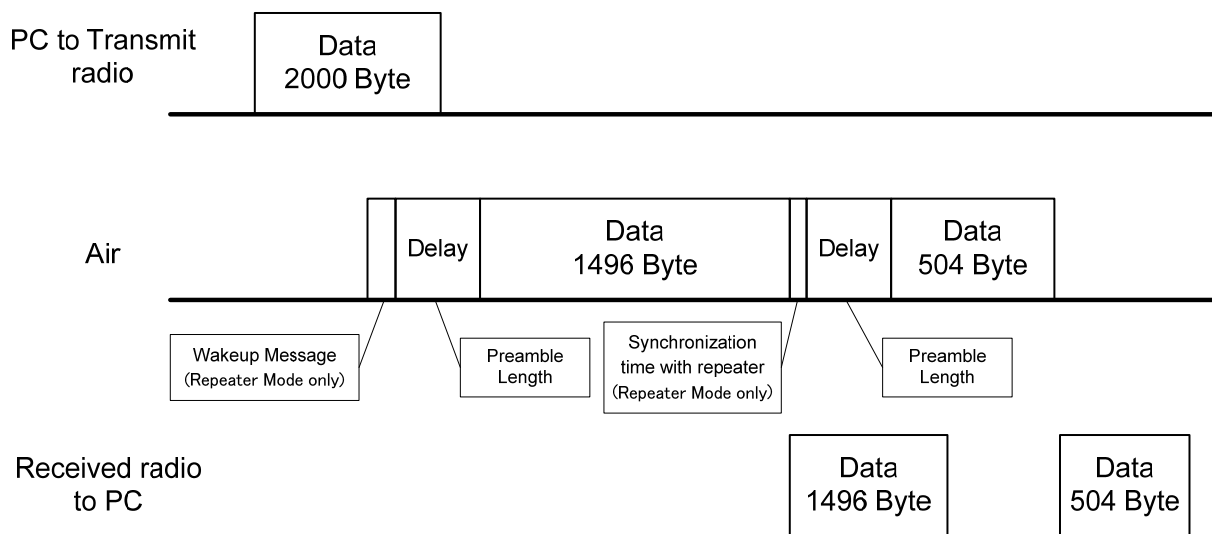 PC to Transmit
radio
Data
2000 Byte
Air
Delay
Data
1496 Byte
Delay
Data
504 Byte
Wakeup Message
(Repeater Mode only)
Preamble
Length
Synchronization
time with repeater
(Repeater Mode only)
Preamble
Length
Received radio
to PC
Data
1496 Byte
Data
504 Byte